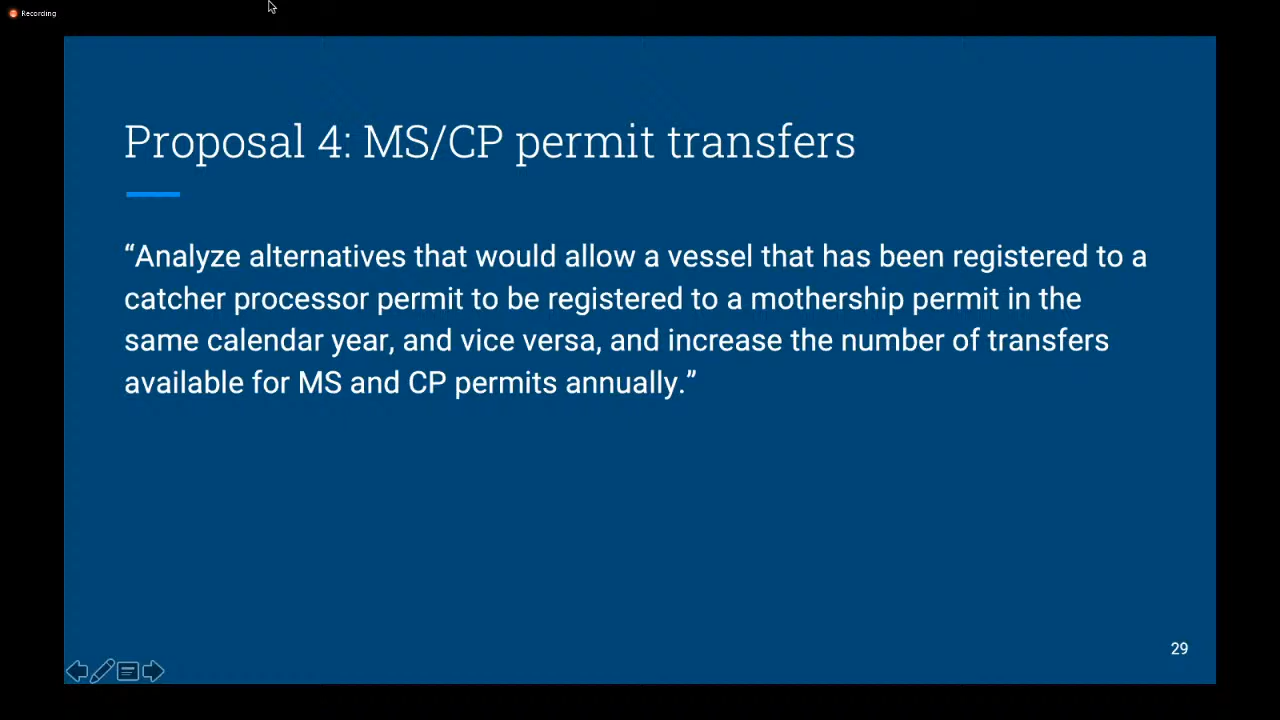 Recording
Proposal 4: MS/CP permit transfers
“Analyze alternatives that would allow a vessel that has been registered to a
catcher processor permit to be registered to a mothership permit in the
same calendar year, and vice versa, and increase the number of transfers
available for MS and CP permits annually.”
29